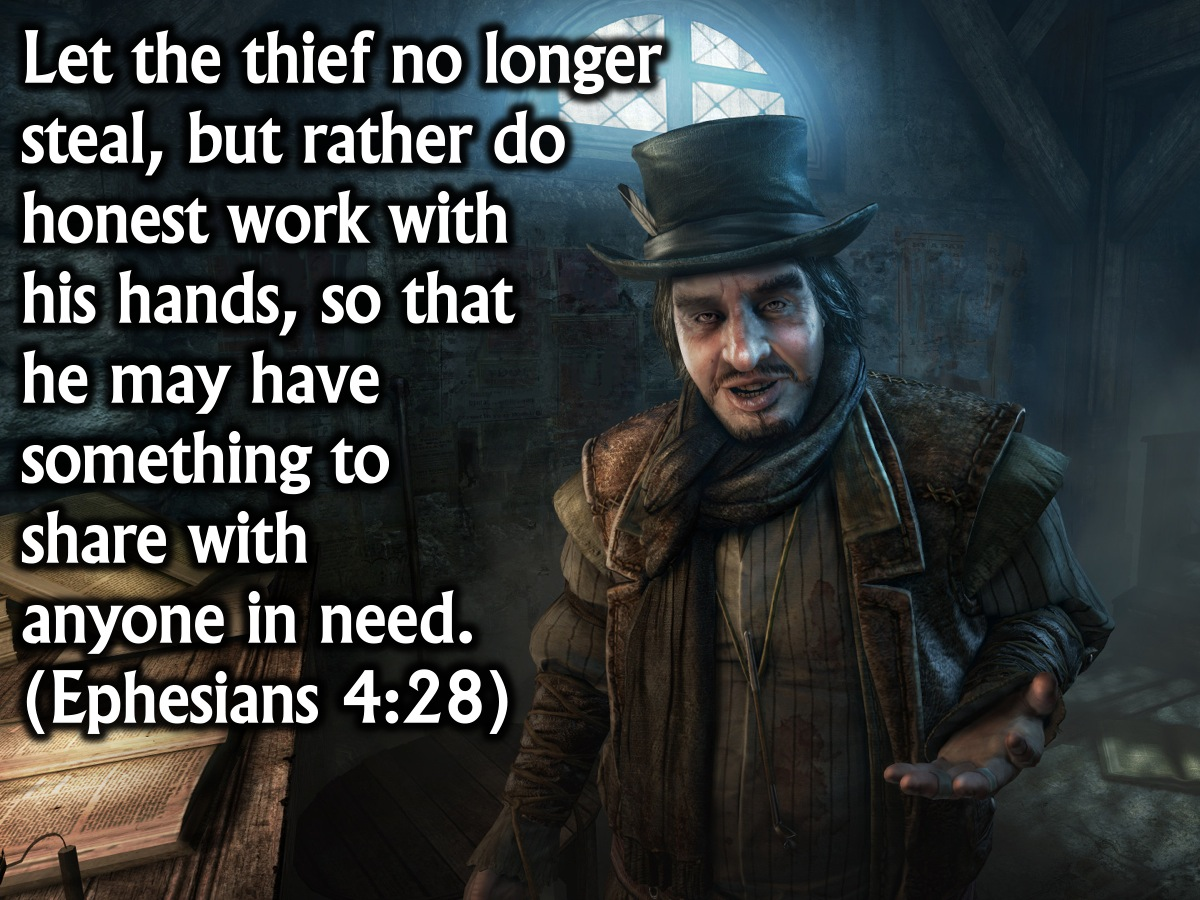 Let the thief no longer
steal, but rather do
honest work with
his hands, so that
he may have
something to
share with
anyone in need.
(Ephesians 4:28)